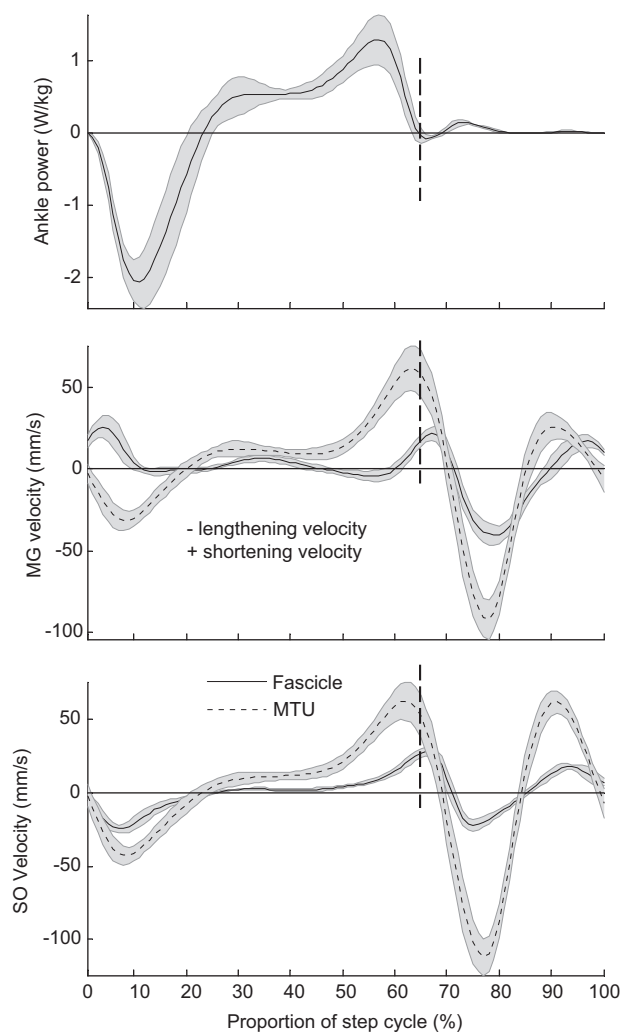 1
0
-1
-2
Ankle power (W/kg)
50
0
-50
-100
MG velocity (mm/s)
- lengthening velocity
+ shortening velocity
Fascicle
MTU
50
0
-50
-100
SO Velocity (mm/s)
0 10 20 30 40 50 60 70 80 90 100
Proportion of step cycle (%)